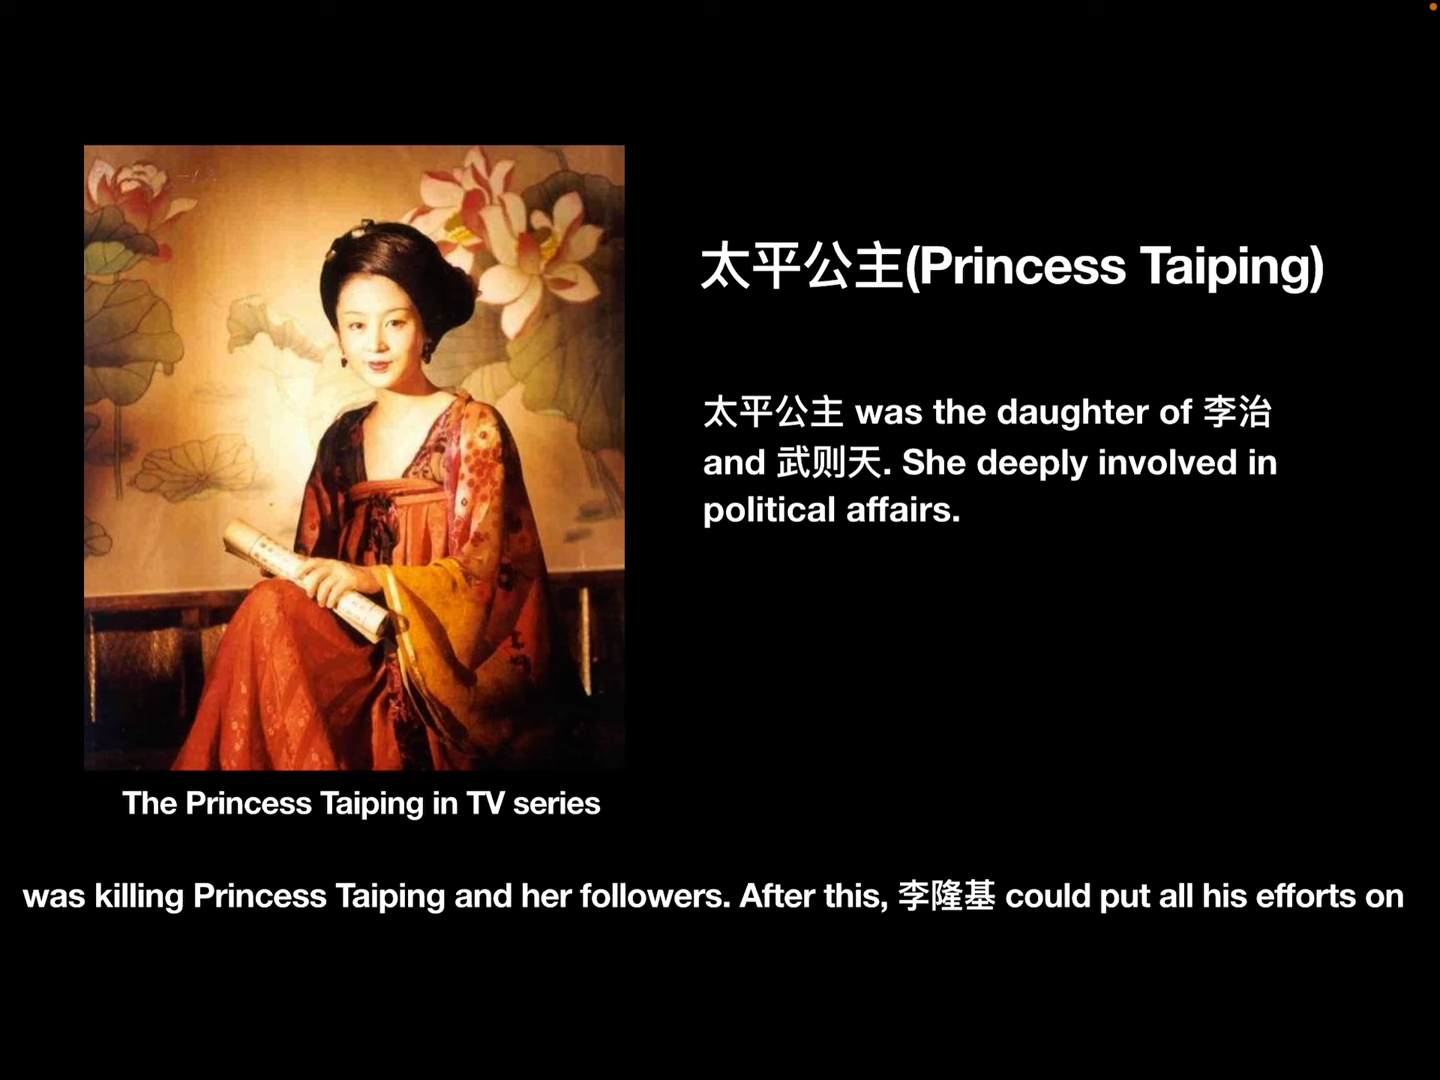 太平公主(Princess Taiping)
太平公主 was the daughter of 李治
and 武则天. She deeply involved in
political affairs.
The Princess Taiping in TV series
was killing Princess Taiping and her followers. After this, 李隆基 could put all his efforts on